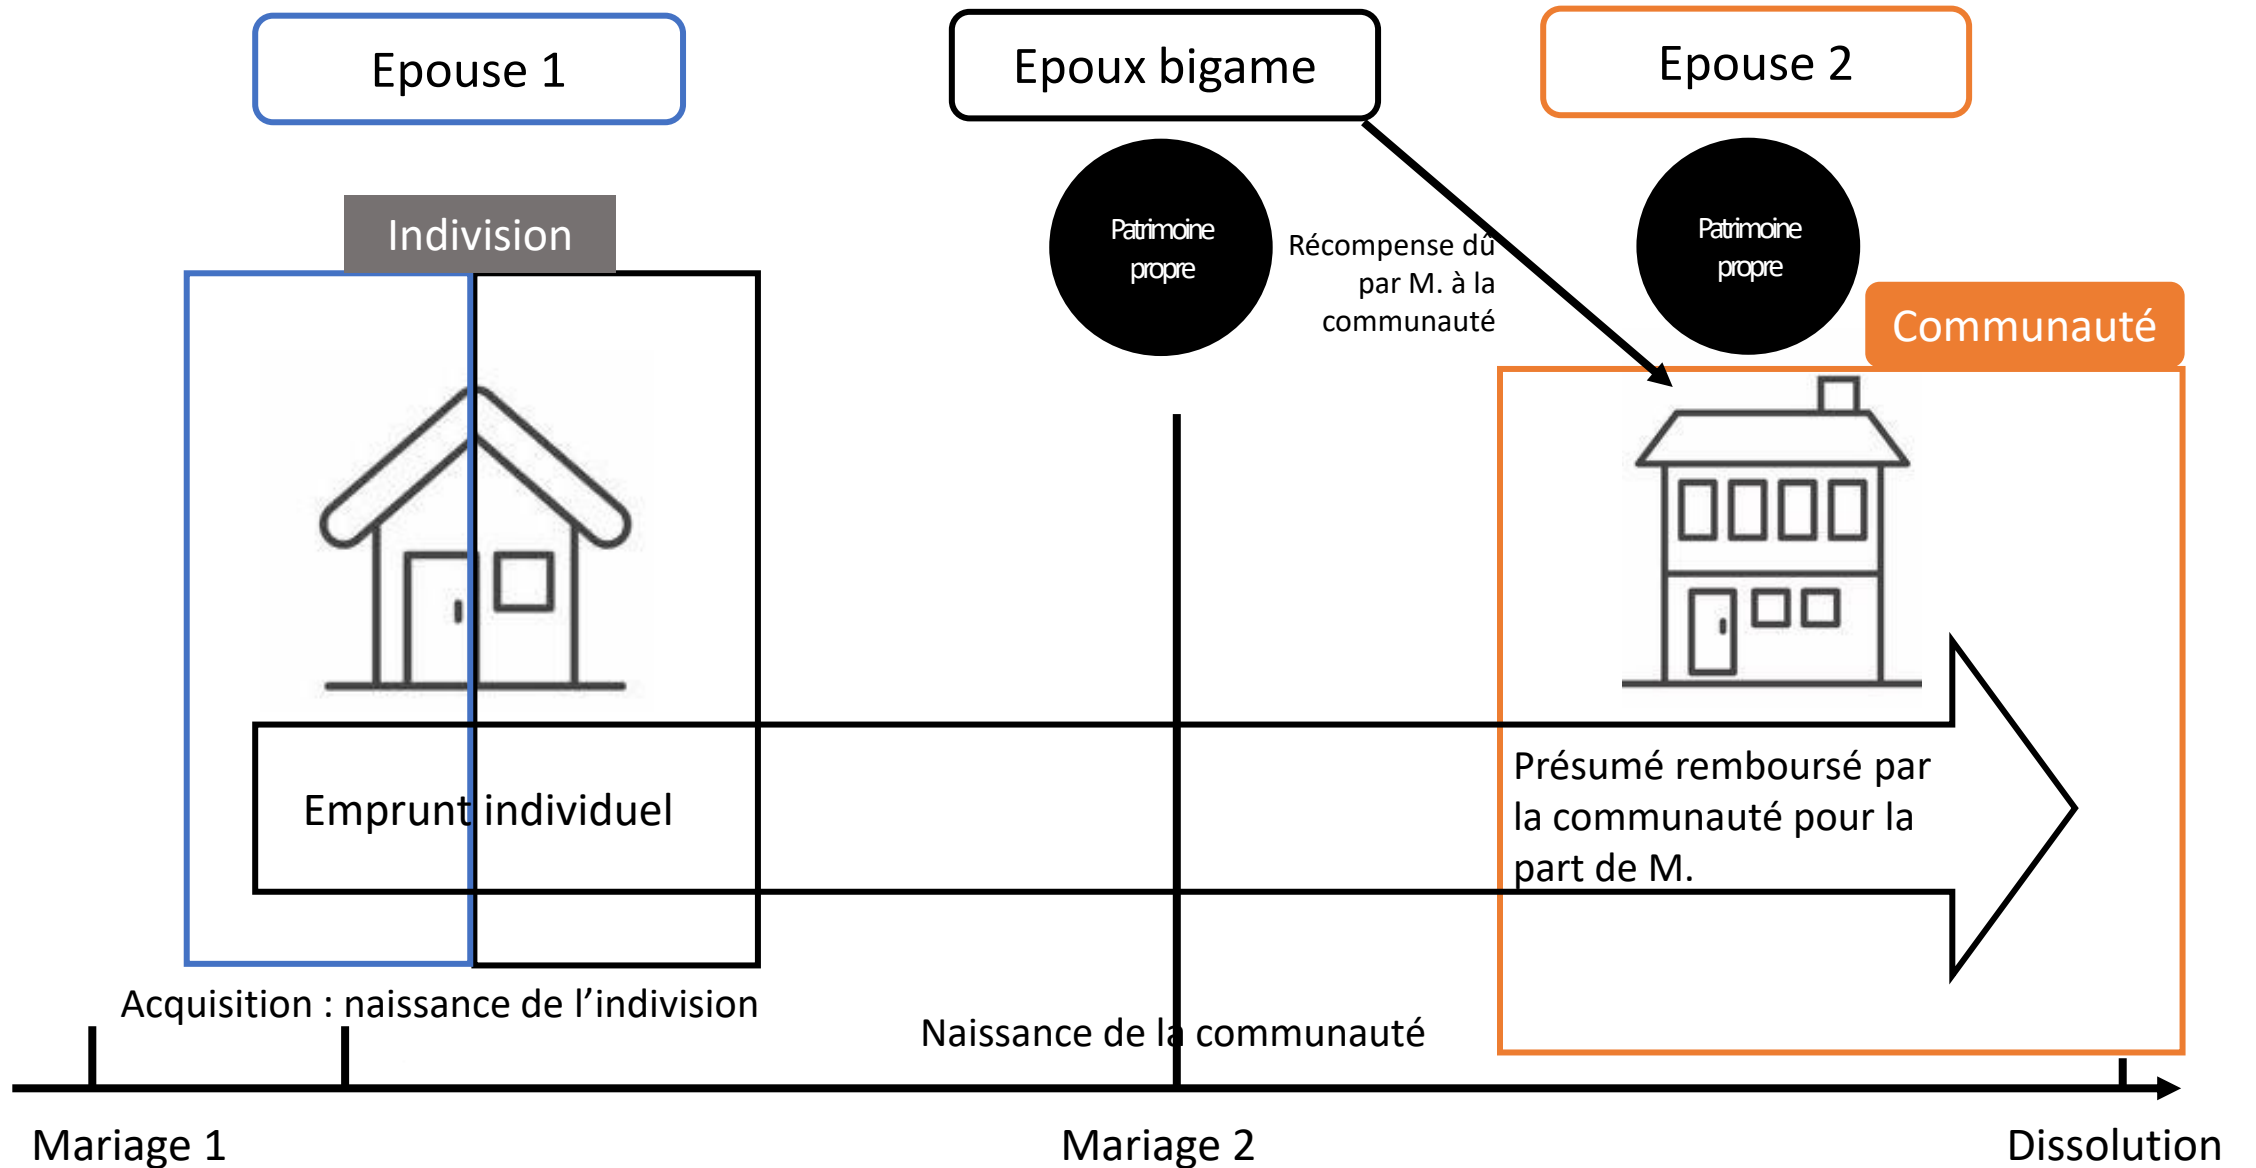 Epouse 1
Epoux bigame
Epouse 2
Indivision
Patrimoine
propre
Récompense dû
par M. à la
communauté
Patrimoine
propre
Communauté
Emprunt individuel
Présumé remboursé par
la communauté pour la
part de M.
Acquisition : naissance de l’indivision
Naissance de la communauté
Mariage 1
Mariage 2
Dissolution